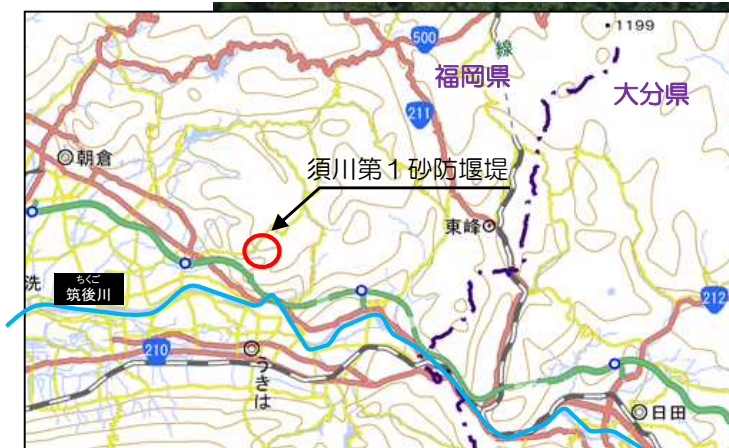 1199
500
線
福岡県
大分県
211
朝倉
須川第１砂防堰堤
東峰
洗
ちくご
筑後川
212
210
うきは
日田